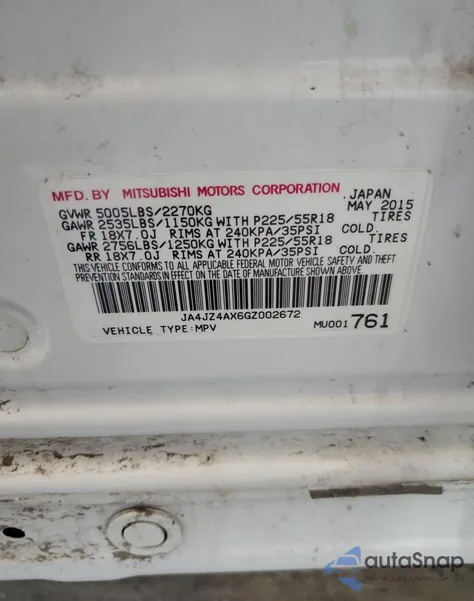 MFD. BY MITSUBISHI MOTORS CORPORATION JAPAN
GVWR 5005LBS/2270KG MAY 2015
GAWR 2535LBS/1150KG WITH P225/55R18 TIRES
FR 18X7.0J RIMS AT 240KPA/35PSI COLD.
GAWR 2756LBS/1250KG WITH P225/55R18 TIRES
RR 18X7.0J RIMS AT 240KPA/35PSI COLD.
THIS VEHICLE CONFORMS TO ALL APPLICABLE FEDERAL MOTOR VEHICLE SAFETY AND THEFT
PREVENTION STANDARDS IN EFFECT ON THE DATE OF MANUFACTURE SHOWN ABOVE.
JA4JZ4AX6GZ002672
VEHICLE TYPE:MPV MU001761
autoSnap